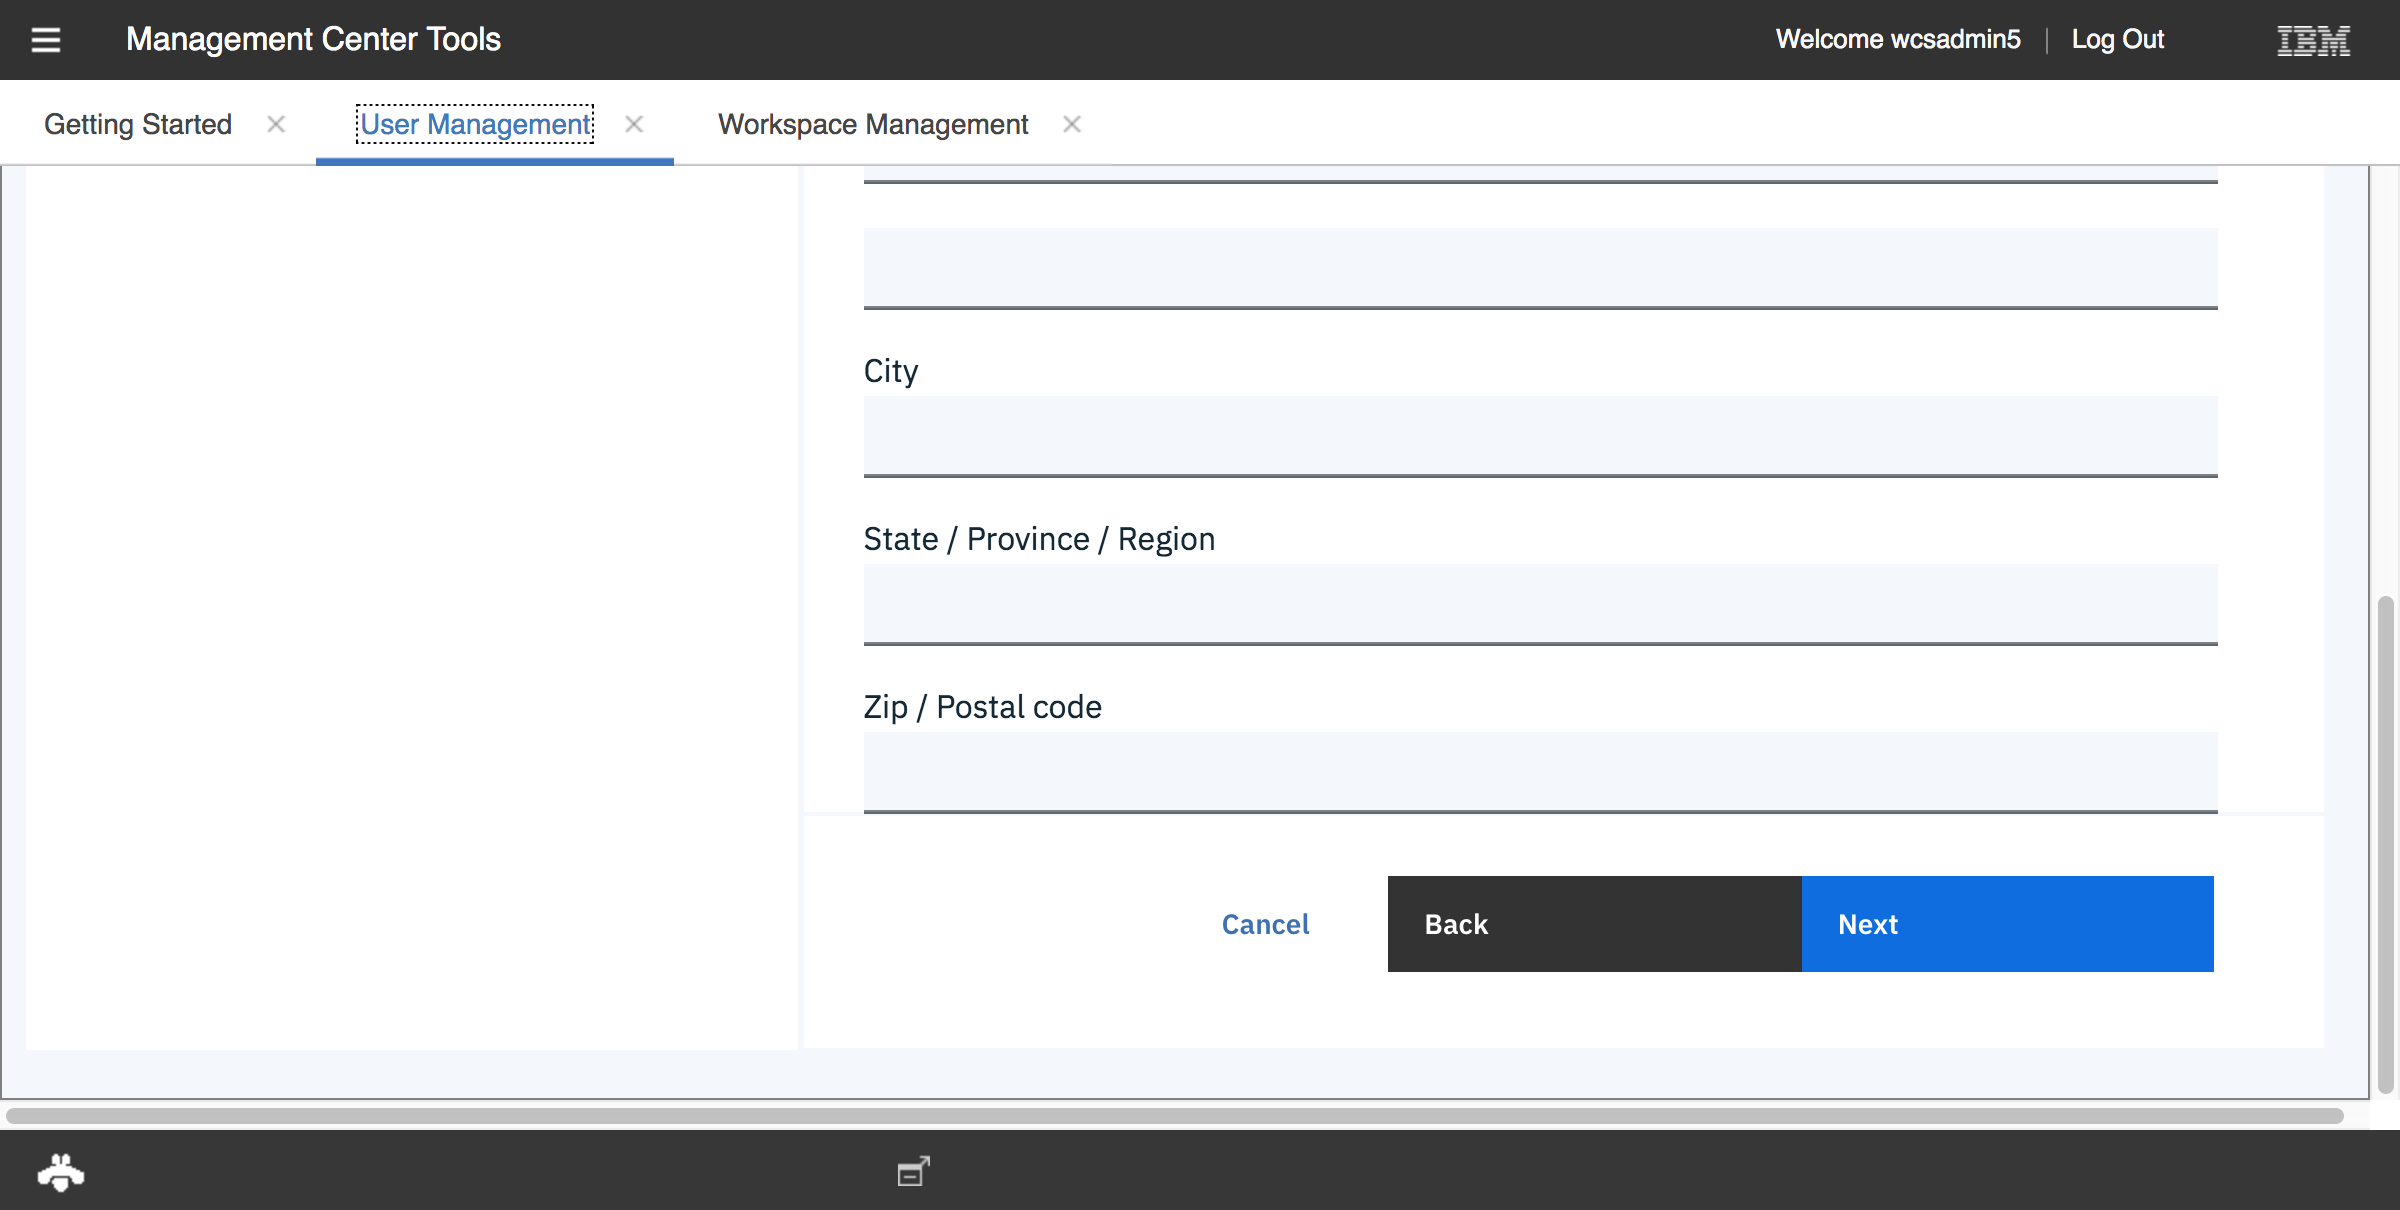 Management Center Tools
Welcome wcsadmin5 | Log Out
IBM
Getting Started
User Management
Workspace Management
City
State / Province / Region
Zip / Postal code
Cancel
Back
Next